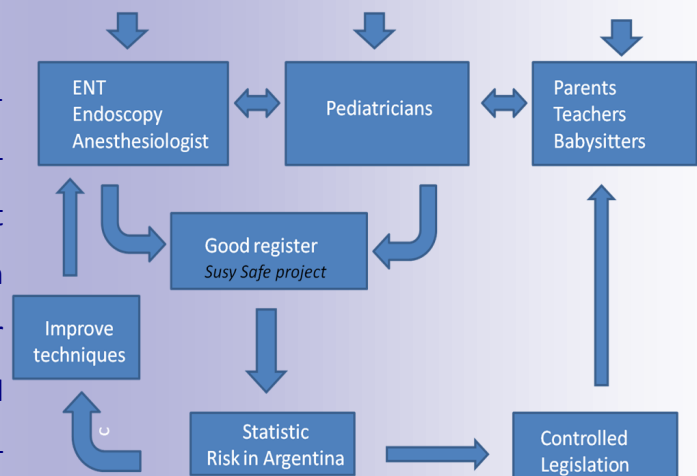 ENT
Endoscopy
Anesthesiologist
Pediatricians
Parents
Teachers
Babysitters
Good register
Susy Safe project
Improve
techniques
Statistic
Risk in Argentina
Controlled
Legislation